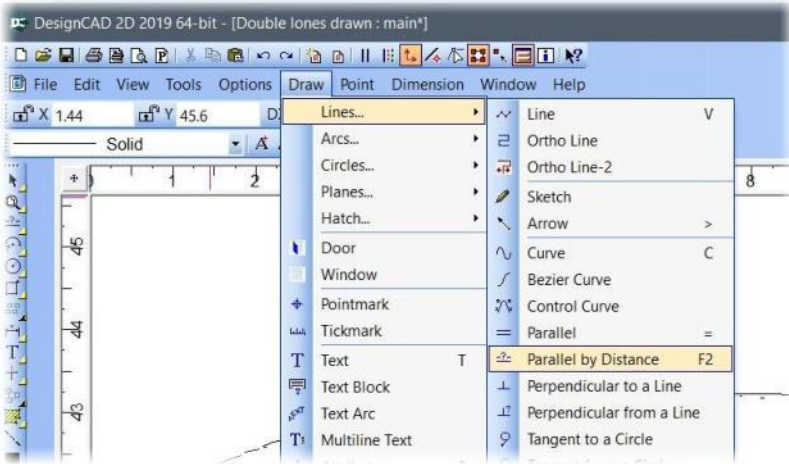 DesignCAD 2D 2019 64-bit - [Double lones drawn : main*]
File Edit View Tools Options Draw Point Dimension Window Help
X 1.44 Y 45.6 D
Solid
1 2 8
45
44
43
Lines...
Arcs...
Circles...
Planes...
Hatch...
Door
Window
Pointmark
Tickmark
Text T
Text Block
Text Arc
Multiline Text
Line V
Ortho Line
Ortho Line-2
Sketch
Arrow >
Curve C
Bezier Curve
Control Curve
Parallel =
Parallel by Distance F2
Perpendicular to a Line
Perpendicular from a Line
Tangent to a Circle